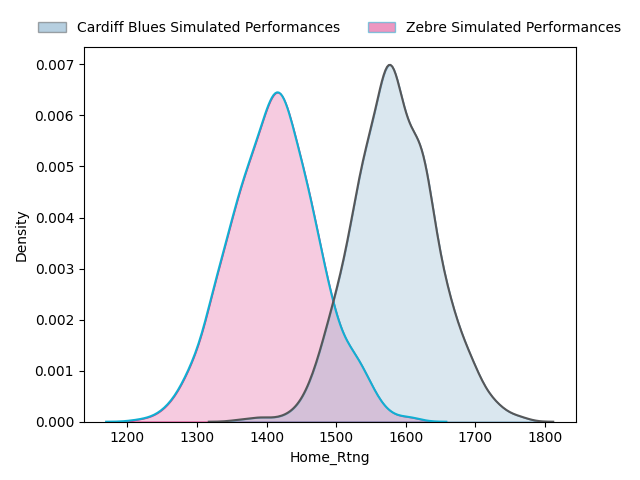 Cardiff Blues Simulated Performances
Zebre Simulated Performances
0.007
0.006
0.005
0.004
0.003
0.002
0.001
0.000
Density
1200 1300 1400 1500 1600 1700 1800
Home_Rtng